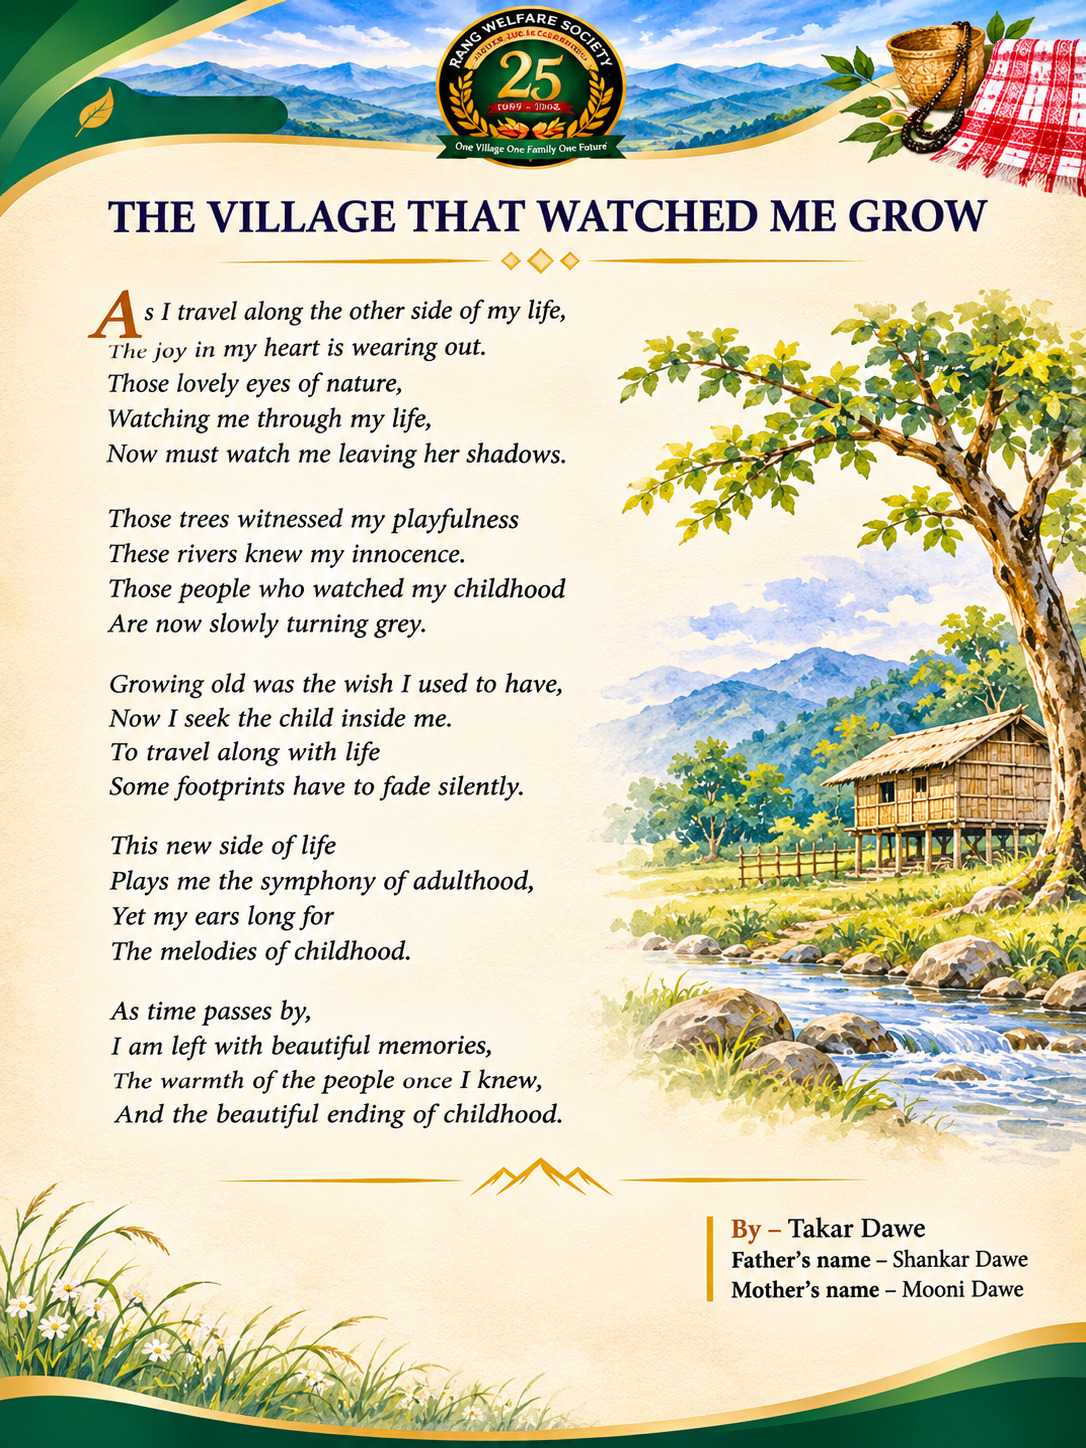 RANG WELFARE SOCIETY
25
One Village One Family One Future
THE VILLAGE THAT WATCHED ME GROW
As I travel along the other side of my life,
The joy in my heart is wearing out.
Those lovely eyes of nature,
Watching me through my life,
Now must watch me leaving her shadows.
Those trees witnessed my playfulness
These rivers knew my innocence.
Those people who watched my childhood
Are now slowly turning grey.
Growing old was the wish I used to have,
Now I seek the child inside me.
To travel along with life
Some footprints have to fade silently.
This new side of life
Plays me the symphony of adulthood,
Yet my ears long for
The melodies of childhood.
As time passes by,
I am left with beautiful memories,
The warmth of the people once I knew,
And the beautiful ending of childhood.
By – Takar Dawe
Father's name – Shankar Dawe
Mother's name – Mooni Dawe